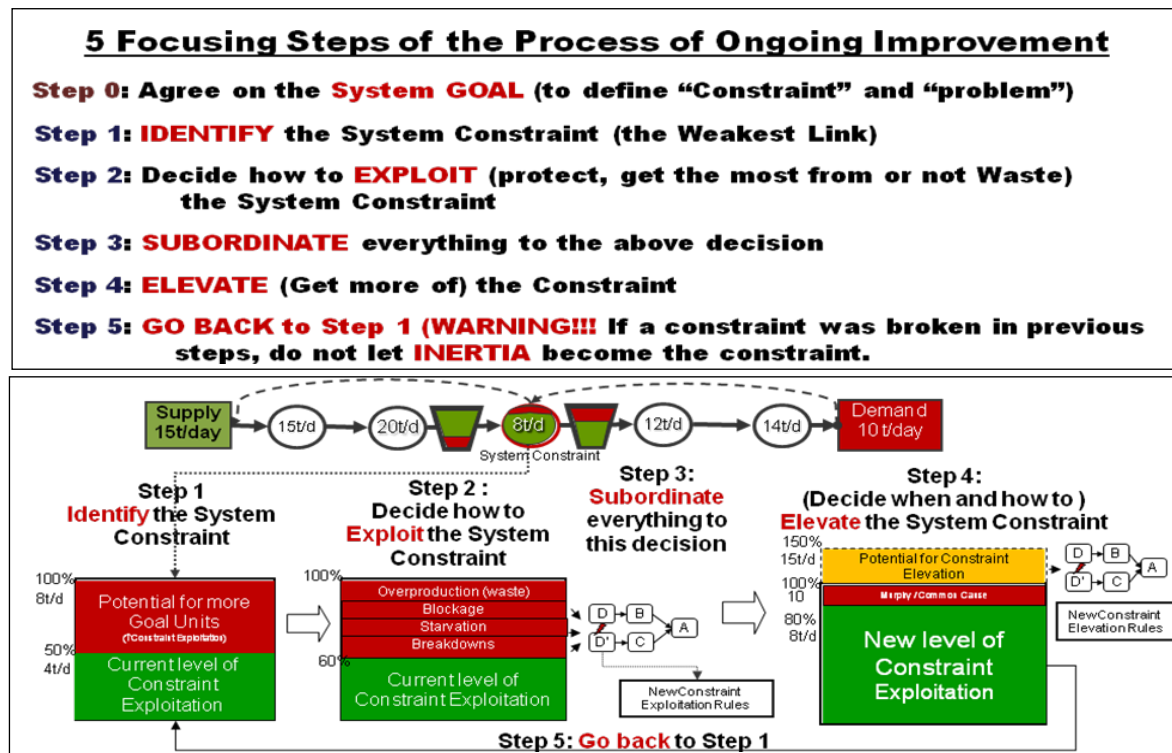 5 Focusing Steps of the Process of Ongoing Improvement
Step 0: Agree on the System GOAL (to define “Constraint” and “problem”)
Step 1: IDENTIFY the System Constraint (the Weakest Link)
Step 2: Decide how to EXPLOIT (protect, get the most from or not Waste)
the System Constraint
Step 3: SUBORDINATE everything to the above decision
Step 4: ELEVATE (Get more of) the Constraint
Step 5: GO BACK to Step 1 (WARNING!!! If a constraint was broken in previous
steps, do not let INERTIA become the constraint.
Supply
15t/day
15t/d
20t/d
8t/d
System Constraint
12t/d
14t/d
Demand
10 t/day
Step 1
Identify the System
Constraint
100%
8t/d
Potential for more
Goal Units
(TConstraint Exploitation)
50%
4t/d
Current level of
Constraint
Exploitation
Step 2 :
Decide how to
Exploit the System
Constraint
100%
Overproduction (waste)
Blockage
Starvation
Breakdowns
60%
Current level of
Constraint Exploitation
Step 3:
Subordinate
everything to
this decision
D
B
A
D'
C
NewConstraint
Exploitation Rules
Step 4:
(Decide when and how to )
Elevate the System Constraint
150%
15t/d
Potential for Constraint
Elevation
100%
10
Murphy /Common Cause
80%
8t/d
New level of
Constraint
Exploitation
D
B
A
D'
C
NewConstraint
Elevation Rules
Step 5: Go back to Step 1